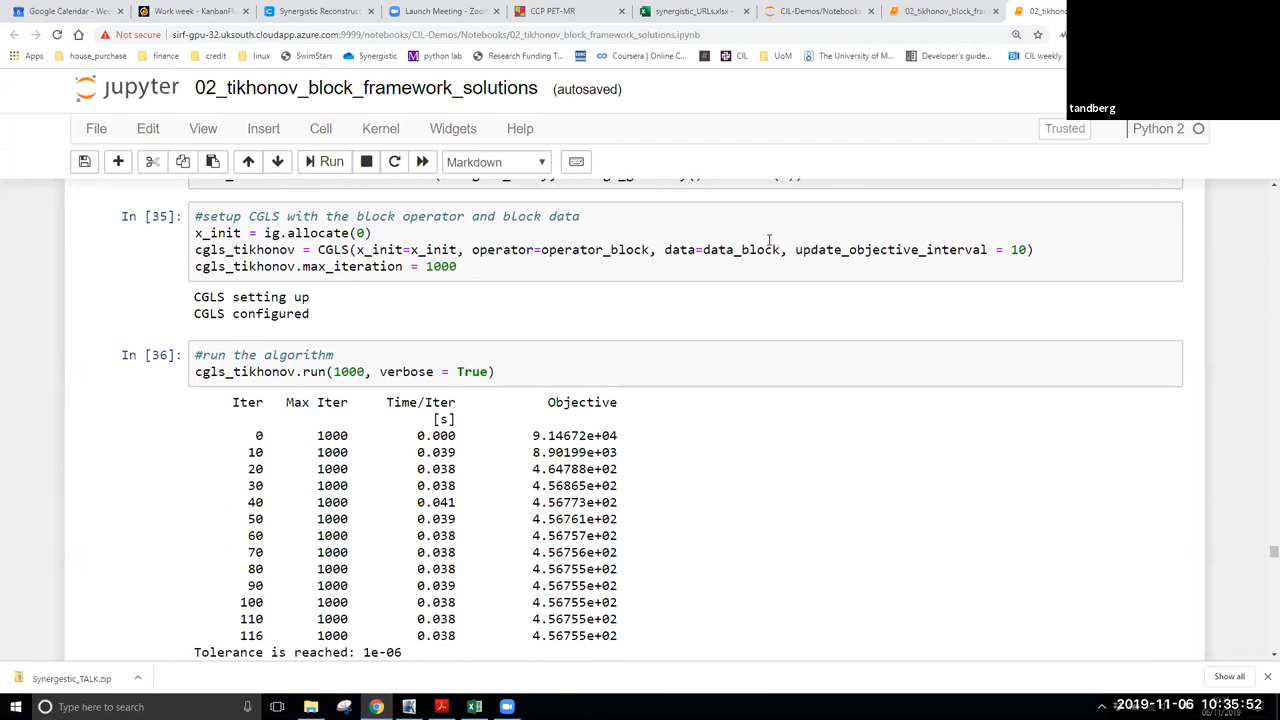 Google Calendar - Wee
Work week - KanbanFl
Synergistic Reconstruct
Launch Meeting - Zoom
CCP PET-MR
synergistic_URLs.xlsx -
CIL-Demos/Notebooks/
02_tikhonov_block_fram
02_tikhono
Not secure | sirf-gpu-32.uksouth.cloudapp.azure.com:9999/notebooks/CIL-Demos/Notebooks/02_tikhonov_block_framework_solutions.ipynb
house_purchase finance credit linux SwimStars Synergistic python lab Research Funding T... Coursera | Online C... CIL UoM The University of M... Developer's guide... CIL weekly
tandberg
jupyter 02_tikhonov_block_framework_solutions (autosaved)
File Edit View Insert Cell Kernel Widgets Help Trusted Python 2
Run Markdown
In [35]: #setup CGLS with the block operator and block data
x_init = ig.allocate(0)
cgls_tikhonov = CGLS(x_init=x_init, operator=operator_block, data=data_block, update_objective_interval = 10)
cgls_tikhonov.max_iteration = 1000
CGLS setting up
CGLS configured
In [36]: #run the algorithm
cgls_tikhonov.run(1000, verbose = True)
Iter Max Iter Time/Iter Objective
[s]
0 1000 0.000 9.14672e+04
10 1000 0.039 8.90199e+03
20 1000 0.038 4.64788e+02
30 1000 0.038 4.56865e+02
40 1000 0.041 4.56773e+02
50 1000 0.039 4.56761e+02
60 1000 0.038 4.56757e+02
70 1000 0.038 4.56756e+02
80 1000 0.038 4.56755e+02
90 1000 0.039 4.56755e+02
100 1000 0.038 4.56755e+02
110 1000 0.038 4.56755e+02
116 1000 0.038 4.56755e+02
Tolerance is reached: 1e-06
Synergestic_TALK.zip Show all
Type here to search
2019-11-06 10:35:52